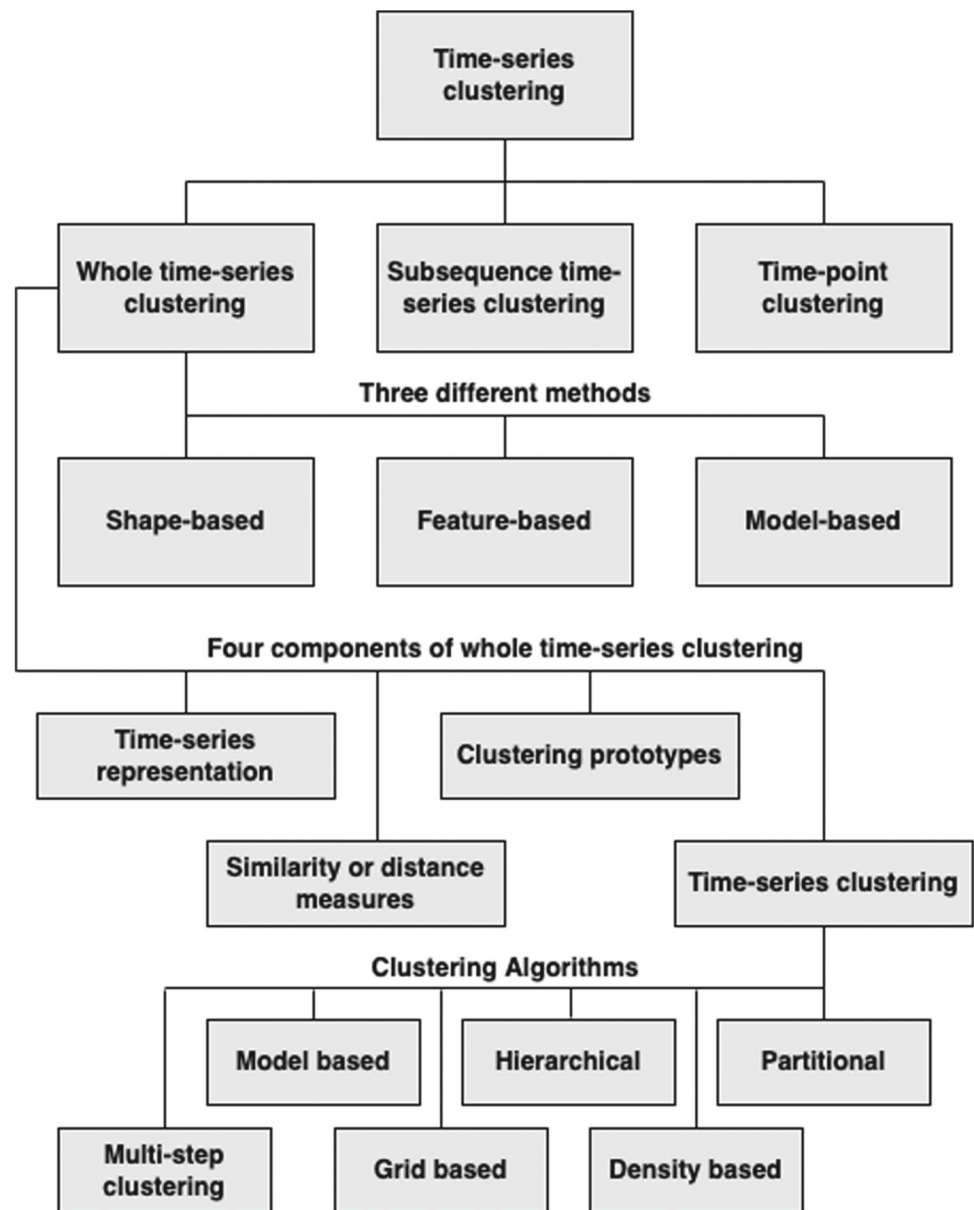 Time-series
clustering
Whole time-series
clustering
Subsequence time-
series clustering
Time-point
clustering
Three different methods
Shape-based
Feature-based
Model-based
Four components of whole time-series clustering
Time-series
representation
Clustering prototypes
Similarity or distance
measures
Time-series clustering
Clustering Algorithms
Model based
Hierarchical
Partitional
Multi-step
clustering
Grid based
Density based